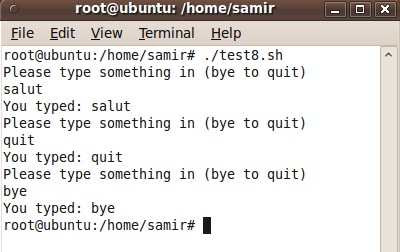 root@ubuntu: /home/samir
File Edit View Terminal Help
root@ubuntu:/home/samir# ./test8.sh
Please type something in (bye to quit)
salut
You typed: salut
Please type something in (bye to quit)
quit
You typed: quit
Please type something in (bye to quit)
bye
You typed: bye
root@ubuntu:/home/samir#